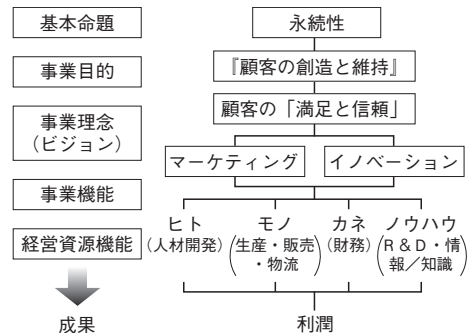 基本命題
永続性
事業目的
『顧客の創造と維持』
事業理念
(ビジョン)
顧客の「満足と信頼」
マーケティング
イノベーション
事業機能
経営資源機能
ヒト
(人材開発)
モノ
(生産・販売
・物流)
カネ
(財務)
ノウハウ
(R&D・情
報/知識)
成果
利潤